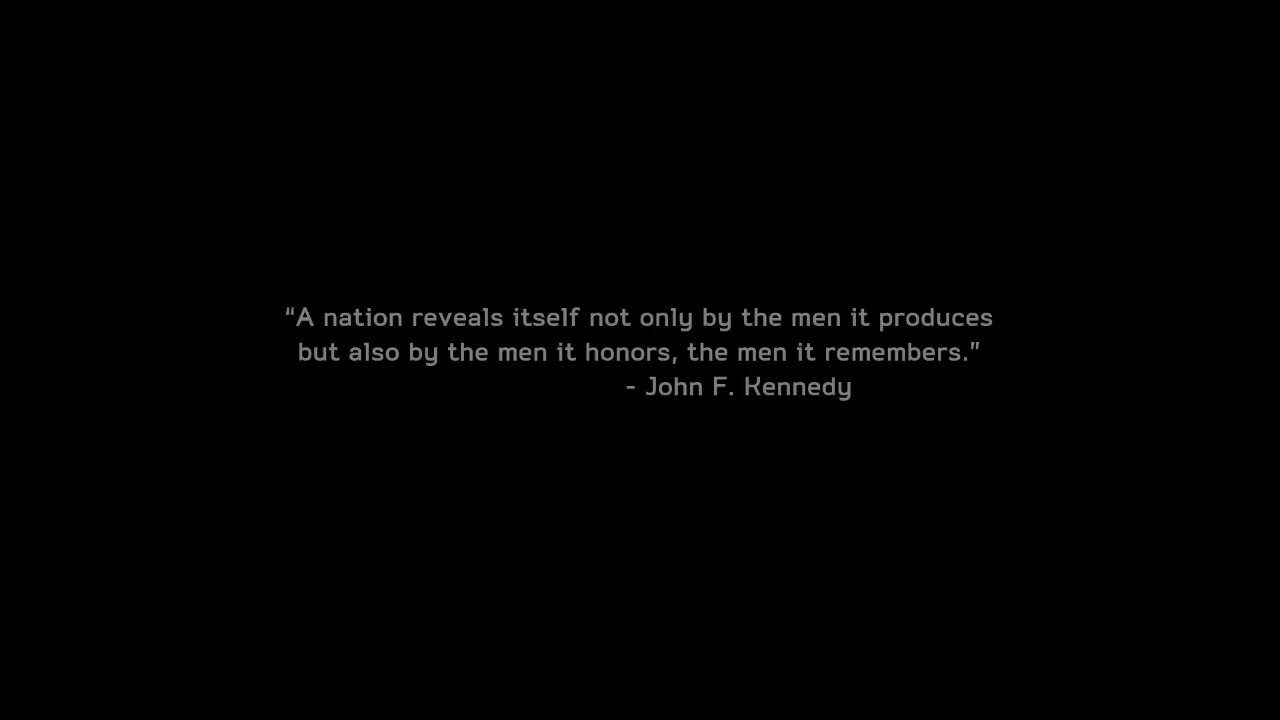 “A nation reveals itself not only by the men it produces
but also by the men it honors, the men it remembers.”
- John F. Kennedy